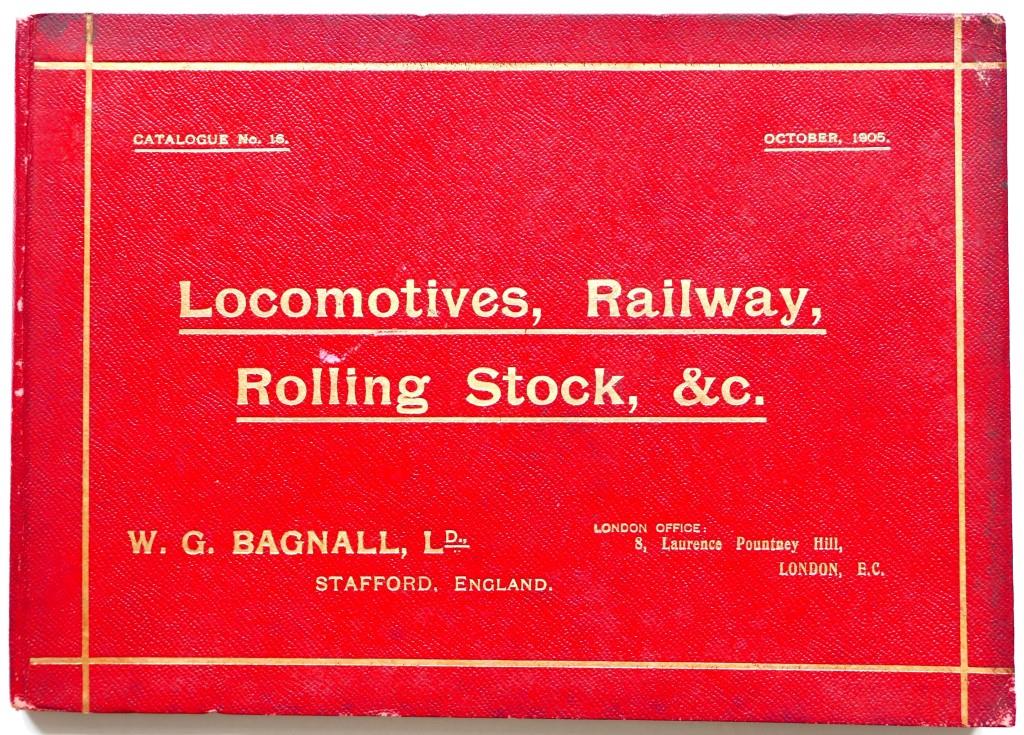 CATALOGUE No. 16.
OCTOBER, 1905.
Locomotives, Railway,
Rolling Stock, &c.
W. G. BAGNALL, LD.,
STAFFORD, ENGLAND.
LONDON OFFICE:
8, Laurence Pountney Hill,
LONDON, E.C.